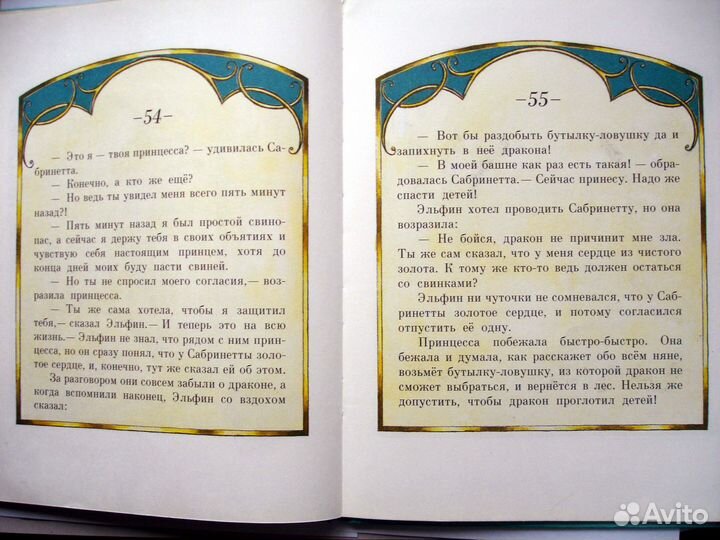 –54–
— Это я — твоя принцесса? — удивилась Са-
бринетта.
— Конечно, а кто же ещё?
— Но ведь ты увидел меня всего пять минут
назад?!
— Пять минут назад я был простой свино-
пас, а сейчас я держу тебя в своих объятиях и
чувствую себя настоящим принцем, хотя до
конца дней моих буду пасти свиней.
— Но ты не спросил моего согласия,— воз-
разила принцесса.
— Ты же сама хотела, чтобы я защитил
тебя,— сказал Эльфин.— И теперь это на всю
жизнь.— Эльфин не знал, что рядом с ним прин-
цесса, но он сразу понял, что у Сабринетты золо-
тое сердце, и, конечно, тут же сказал ей об этом.
За разговором они совсем забыли о драконе, а
когда вспомнили наконец, Эльфин со вздохом
сказал:
–55–
— Вот бы раздобыть бутылку-ловушку да и
запихнуть в неё дракона!
— В моей башне как раз есть такая! — обра-
довалась Сабринетта.— Сейчас принесу. Надо же
спасти детей!
Эльфин хотел проводить Сабринетту, но она
возразила:
— Не бойся, дракон не причинит мне зла.
Ты же сам сказал, что у меня сердце из чистого
золота. К тому же кто-то ведь должен остаться
со свинками?
Эльфин ни чуточки не сомневался, что у Саб-
ринетты золотое сердце, и потому согласился
отпустить её одну.
Принцесса побежала быстро-быстро. Она
бежала и думала, как расскажет обо всём няне,
возьмёт бутылку-ловушку, из которой дракон не
сможет выбраться, и вернётся в лес. Нельзя же
допустить, чтобы дракон проглотил детей!
Avito